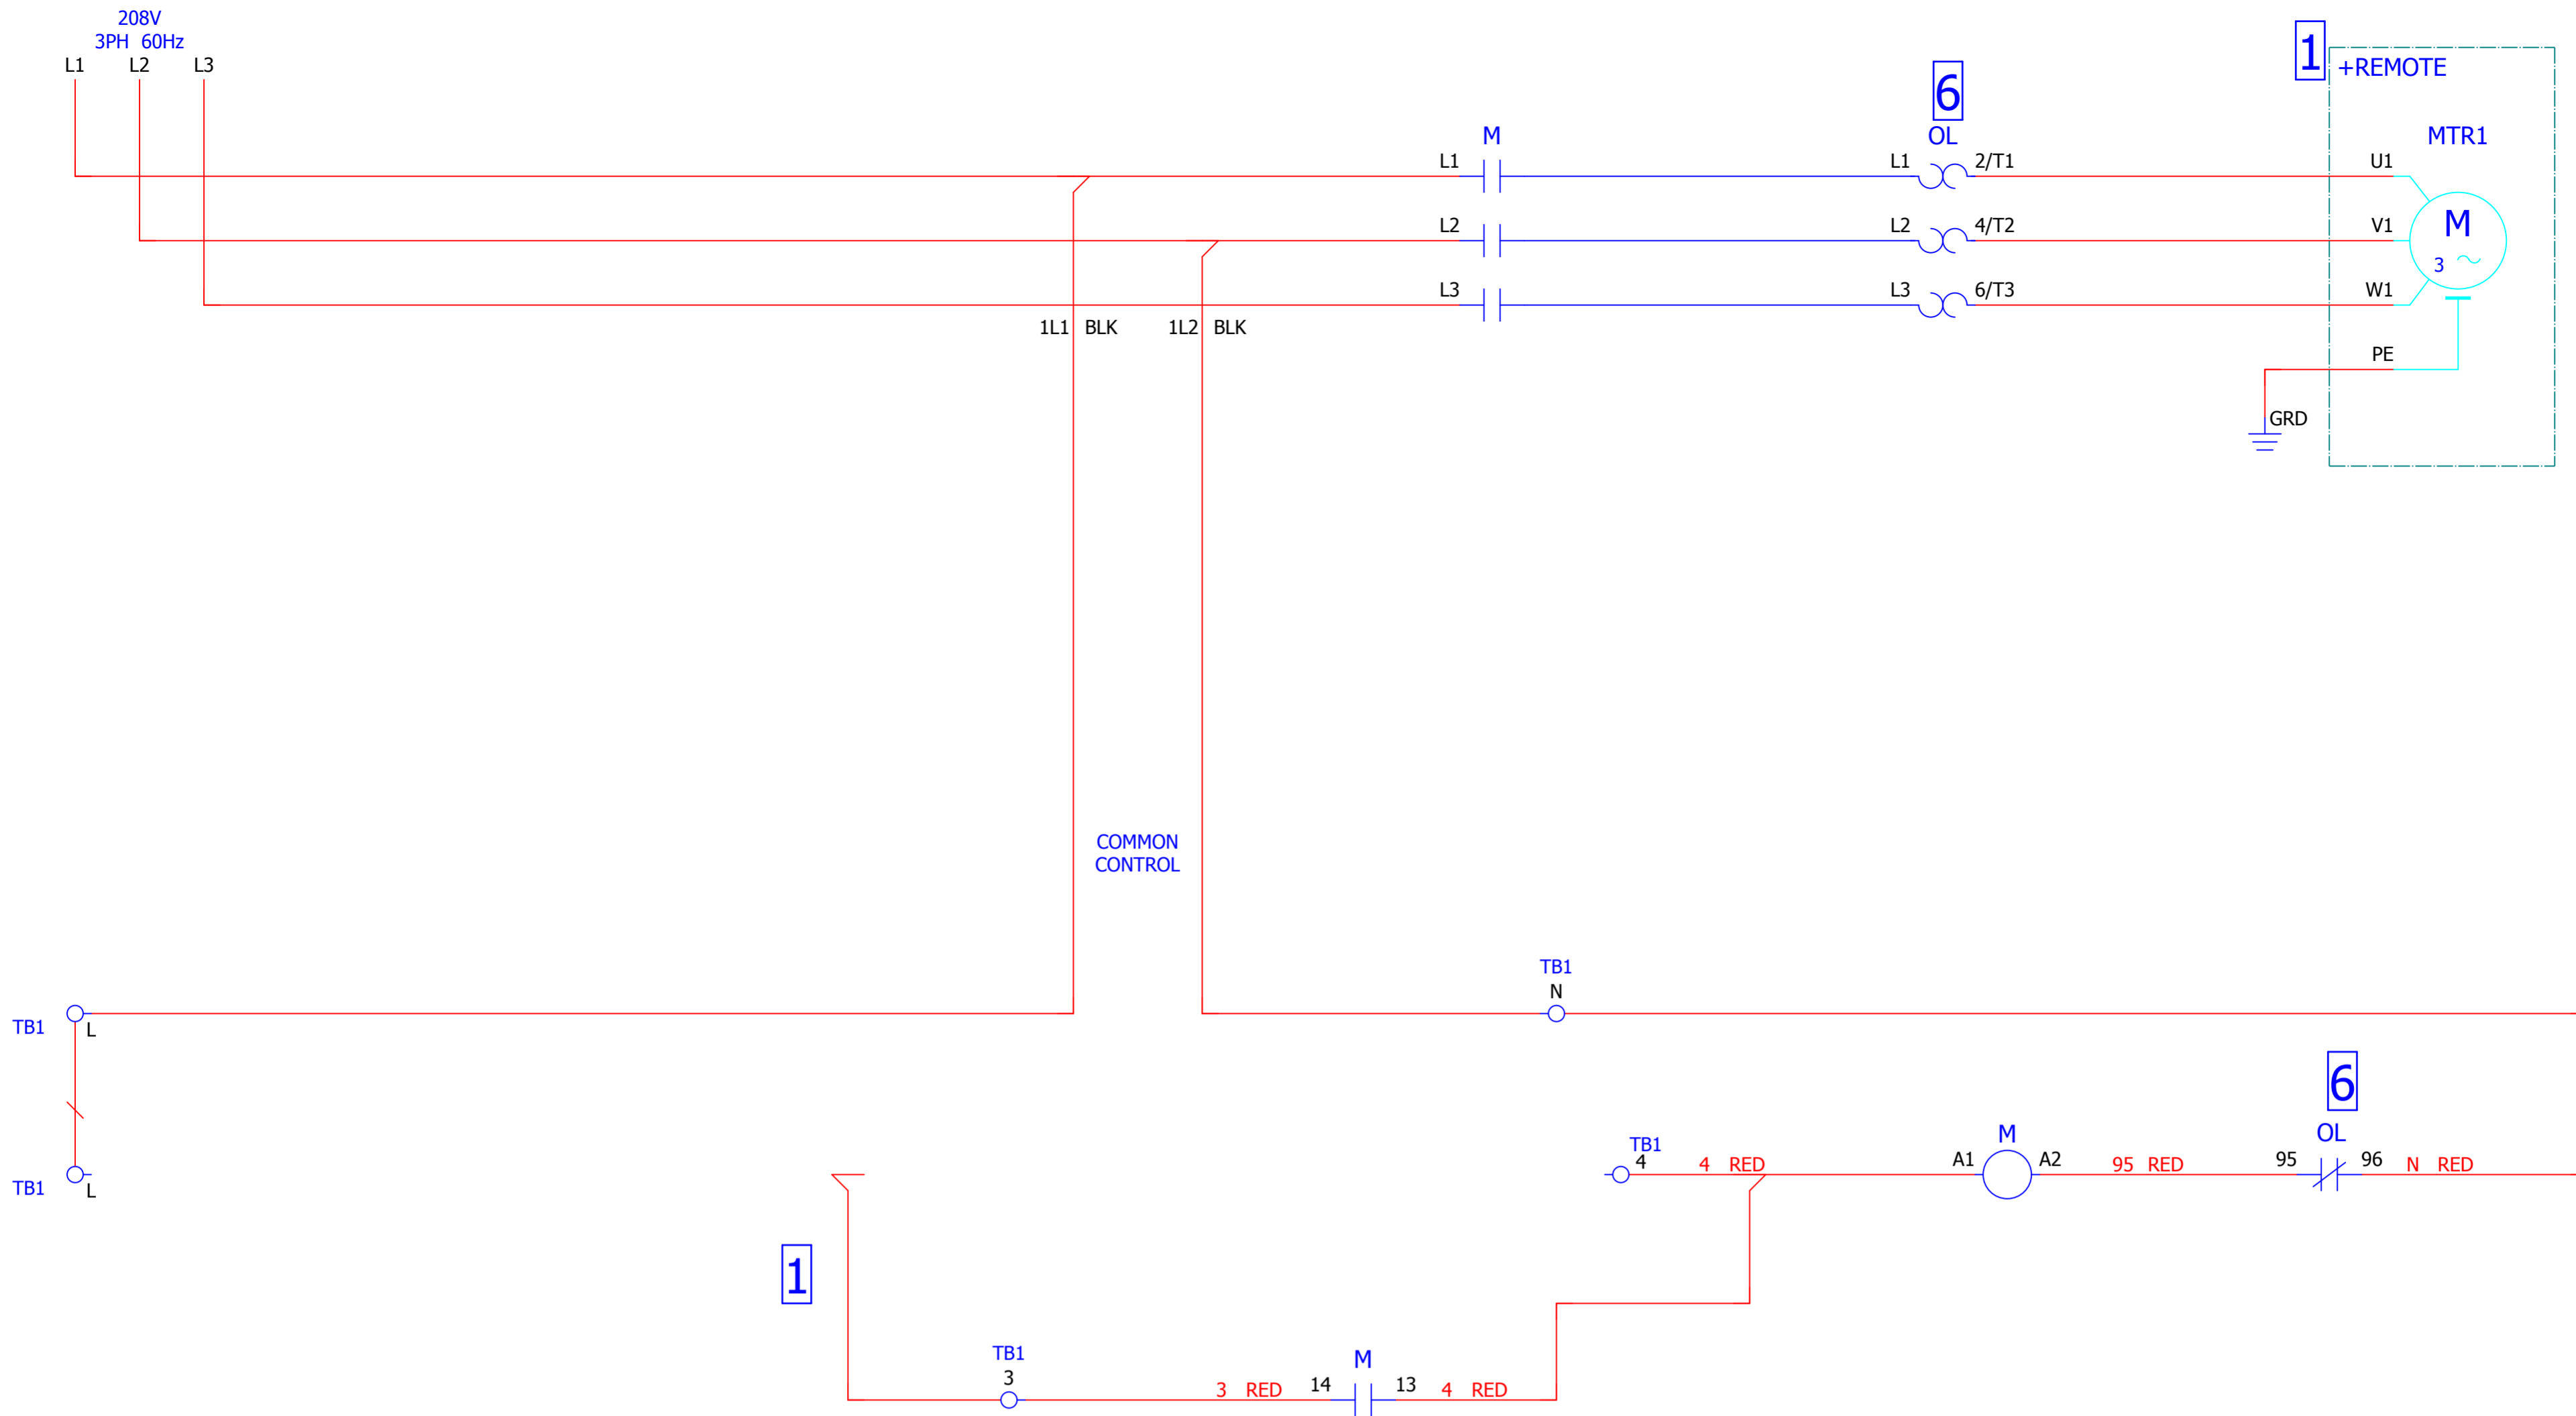 208V
3PH 60Hz
L1 L2 L3
1
+REMOTE
6
M
OL
MTR1
L1
L1
2/T1
U1
L2
L2
4/T2
V1
M
3
L3
L3
6/T3
W1
1L1 BLK
1L2 BLK
PE
GRD
COMMON
CONTROL
TB1
N
TB1
L
6
TB1
4
4 RED
M
A1
A2
95 RED
OL
95
96
N RED
TB1
L
1
TB1
3
3 RED
M
14
13
4 RED